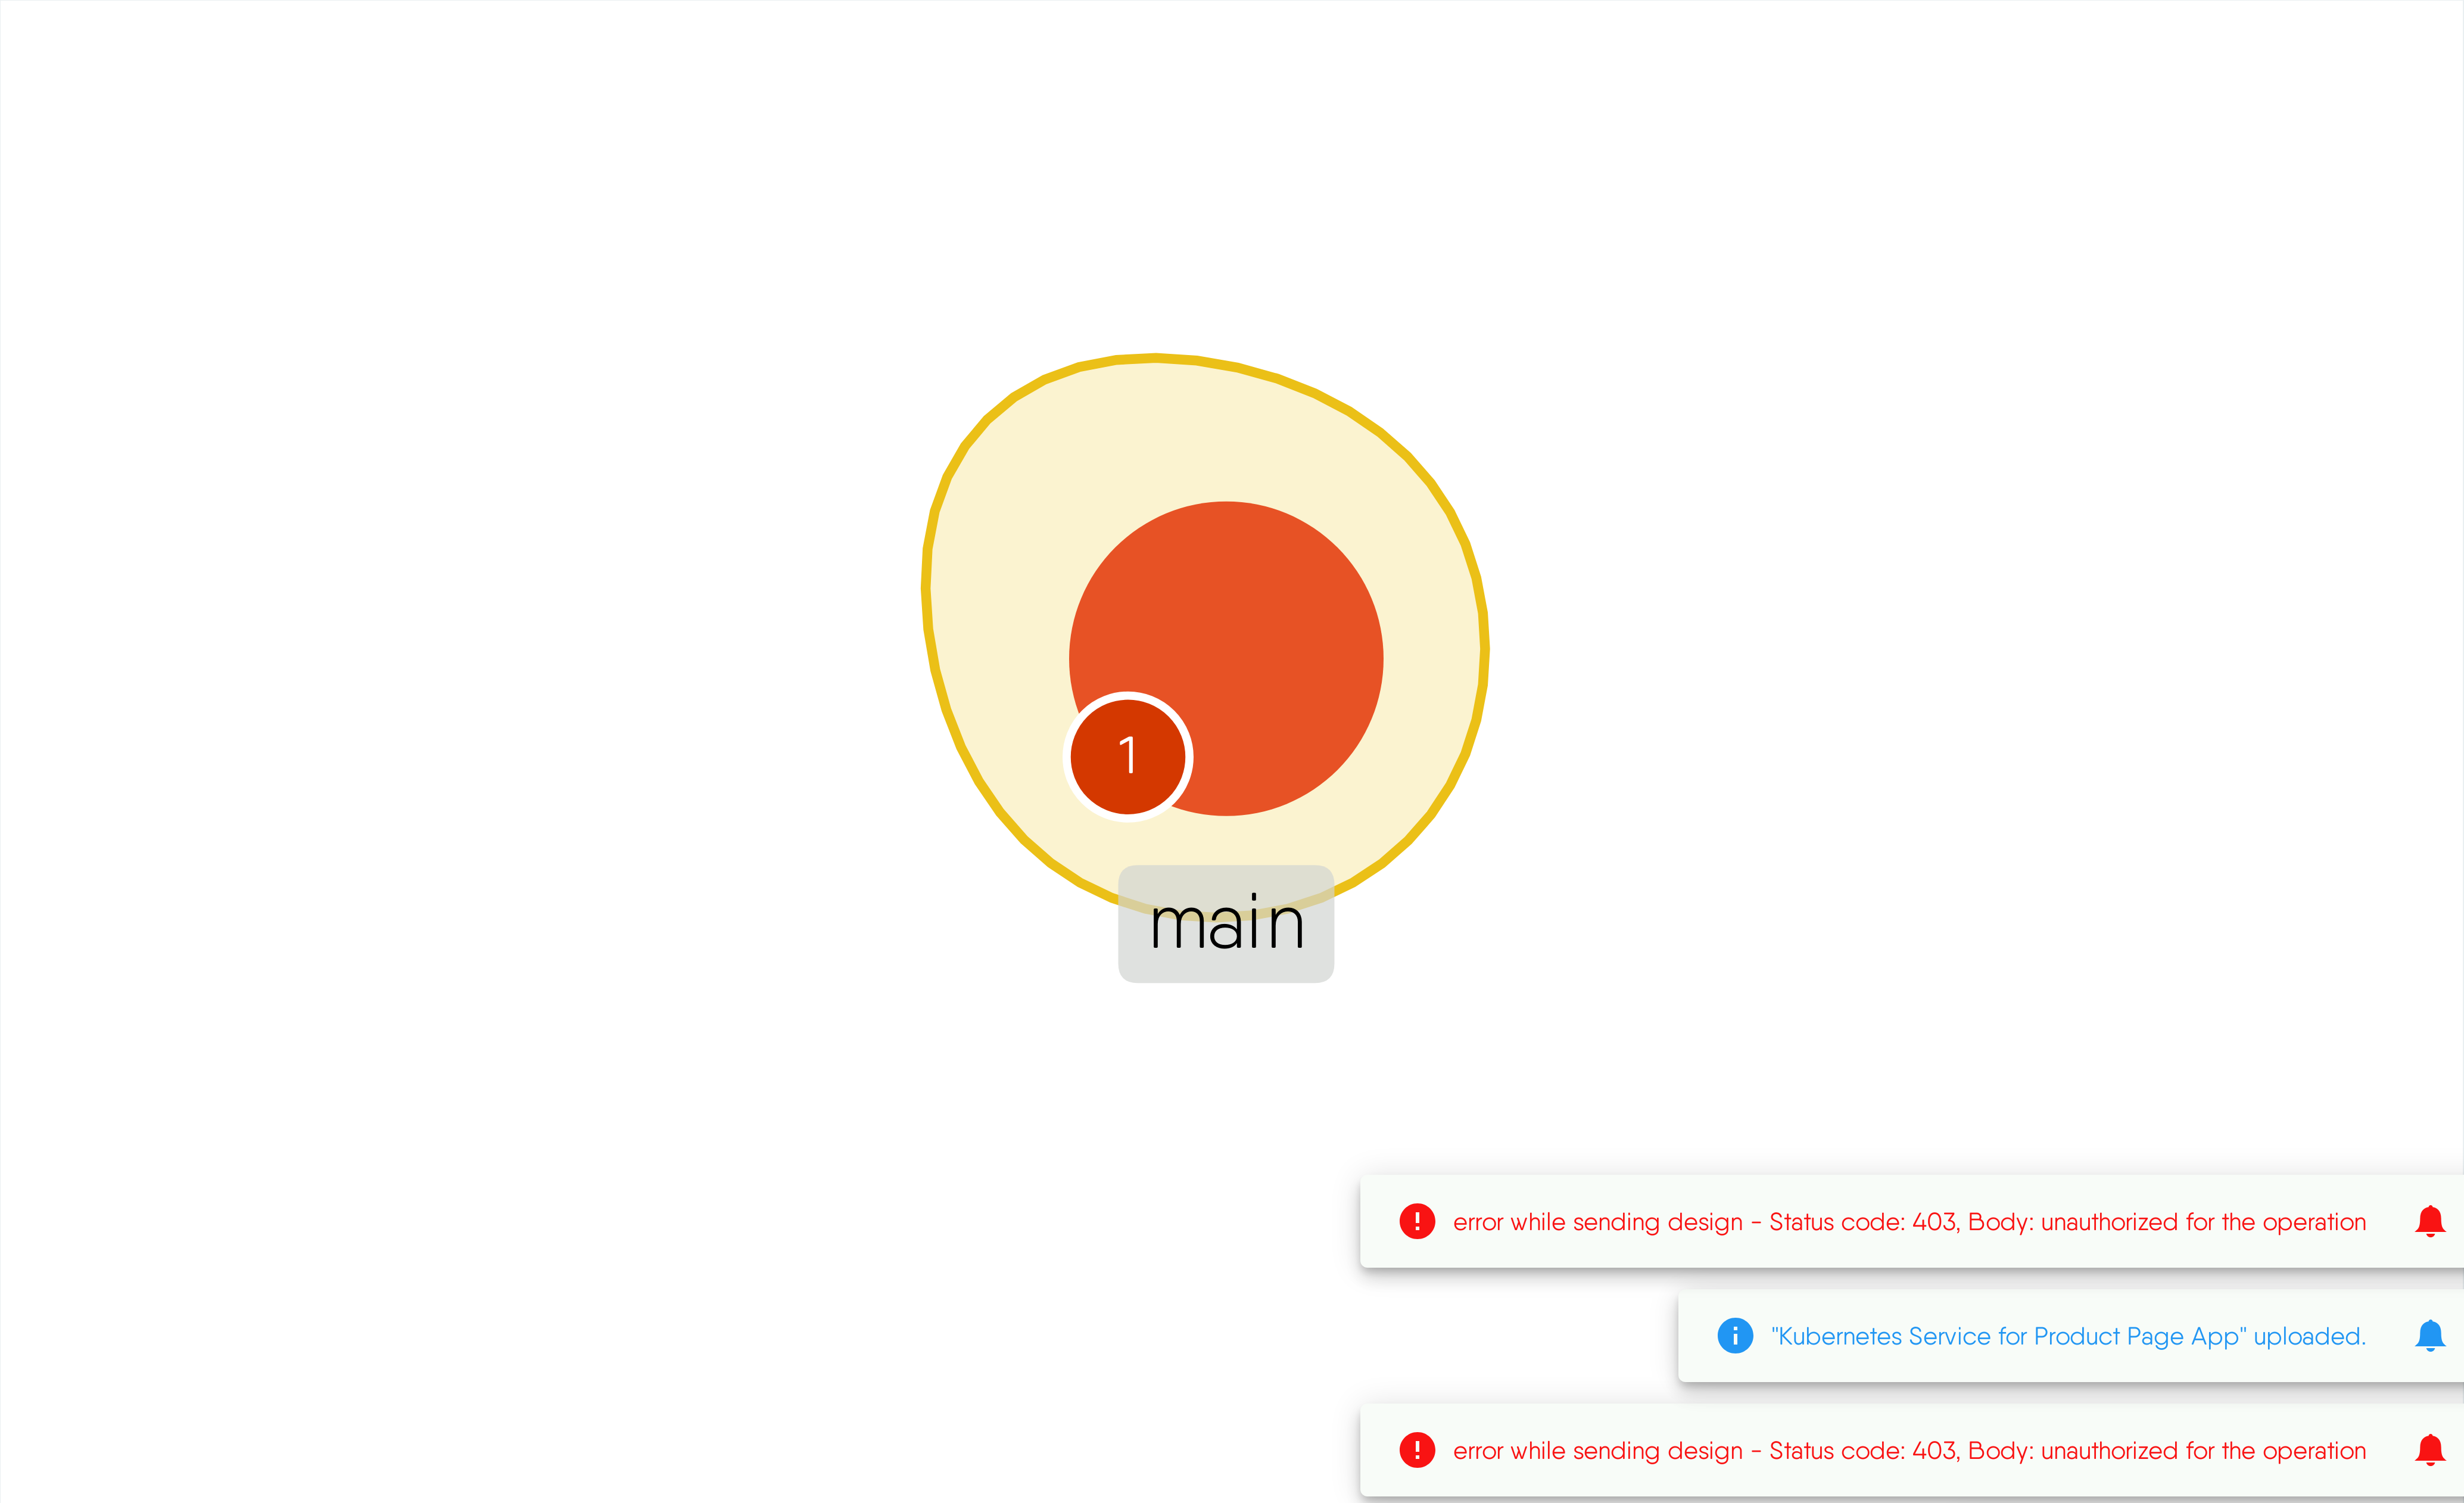 1
main
error while sending design - Status code: 403, Body: unauthorized for the operation
"Kubernetes Service for Product Page App" uploaded.
error while sending design - Status code: 403, Body: unauthorized for the operation